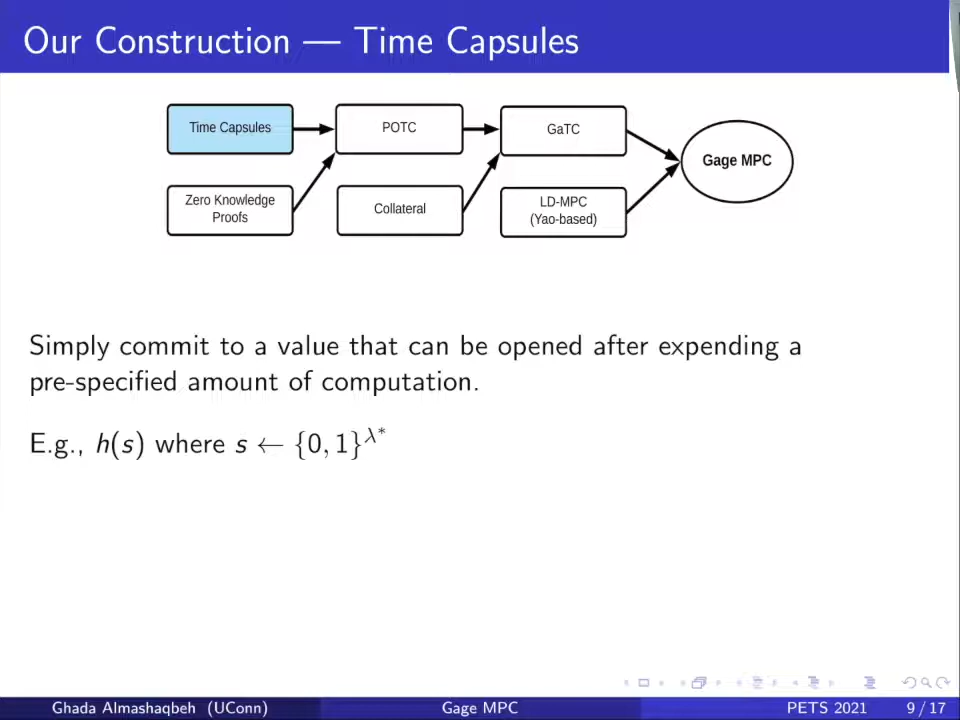 Our Construction — Time Capsules
Time Capsules
POTC
GaTC
Gage MPC
Zero Knowledge
Proofs
Collateral
LD-MPC
(Yao-based)
Simply commit to a value that can be opened after expending a
pre-specified amount of computation.
E.g., h(s) where s ← {0, 1}^λ*
Ghada Almashaqbeh (UConn) Gage MPC PETS 2021 9 / 17